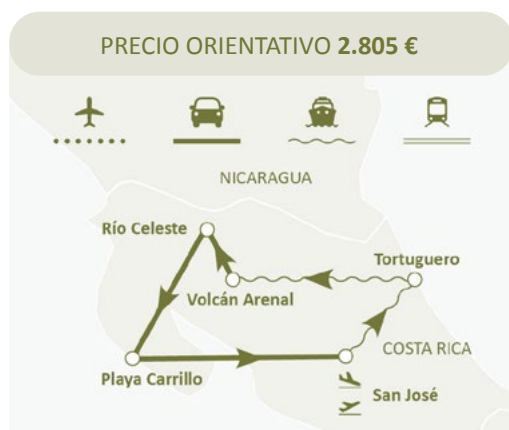 PRECIO ORIENTATIVO 2.805 €
NICARAGUA
Río Celeste
Tortuguero
Volcán Arenal
COSTA RICA
Playa Carrillo
San José